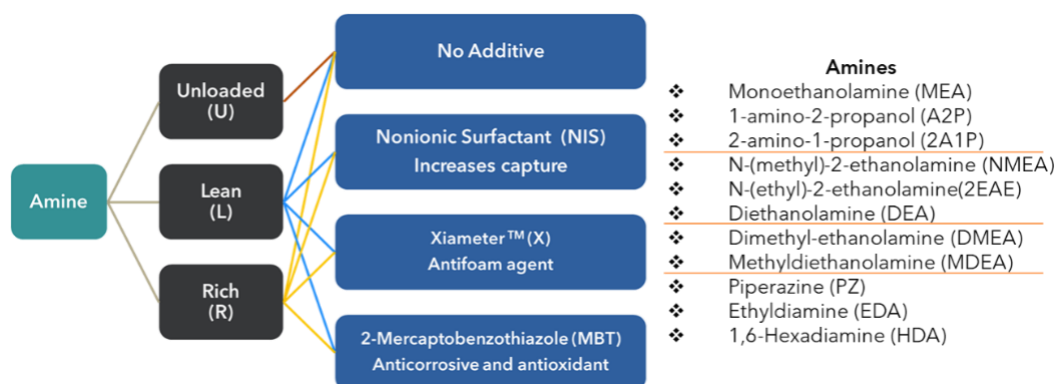 Amine
Unloaded
(U)
Lean
(L)
Rich
(R)
No Additive
Nonionic Surfactant (NIS)
Increases capture
Xiameter™(X)
Antifoam agent
2-Mercaptobenzothiazole (MBT)
Anticorrosive and antioxidant
Amines
❖ Monoethanolamine (MEA)
❖ 1-amino-2-propanol (A2P)
❖ 2-amino-1-propanol (2A1P)
❖ N-(methyl)-2-ethanolamine (NMEA)
❖ N-(ethyl)-2-ethanolamine(2EAE)
❖ Diethanolamine (DEA)
❖ Dimethyl-ethanolamine (DMEA)
❖ Methyldiethanolamine (MDEA)
❖ Piperazine (PZ)
❖ Ethyldiamine (EDA)
❖ 1,6-Hexadiamine (HDA)